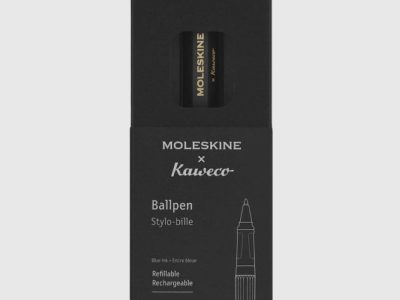 MOLESKINE
× Kaweco
MOLESKINE
×
Kaweco
Ballpen
Stylo-bille
Blue ink • Encre bleue
Refillable
Rechargeable